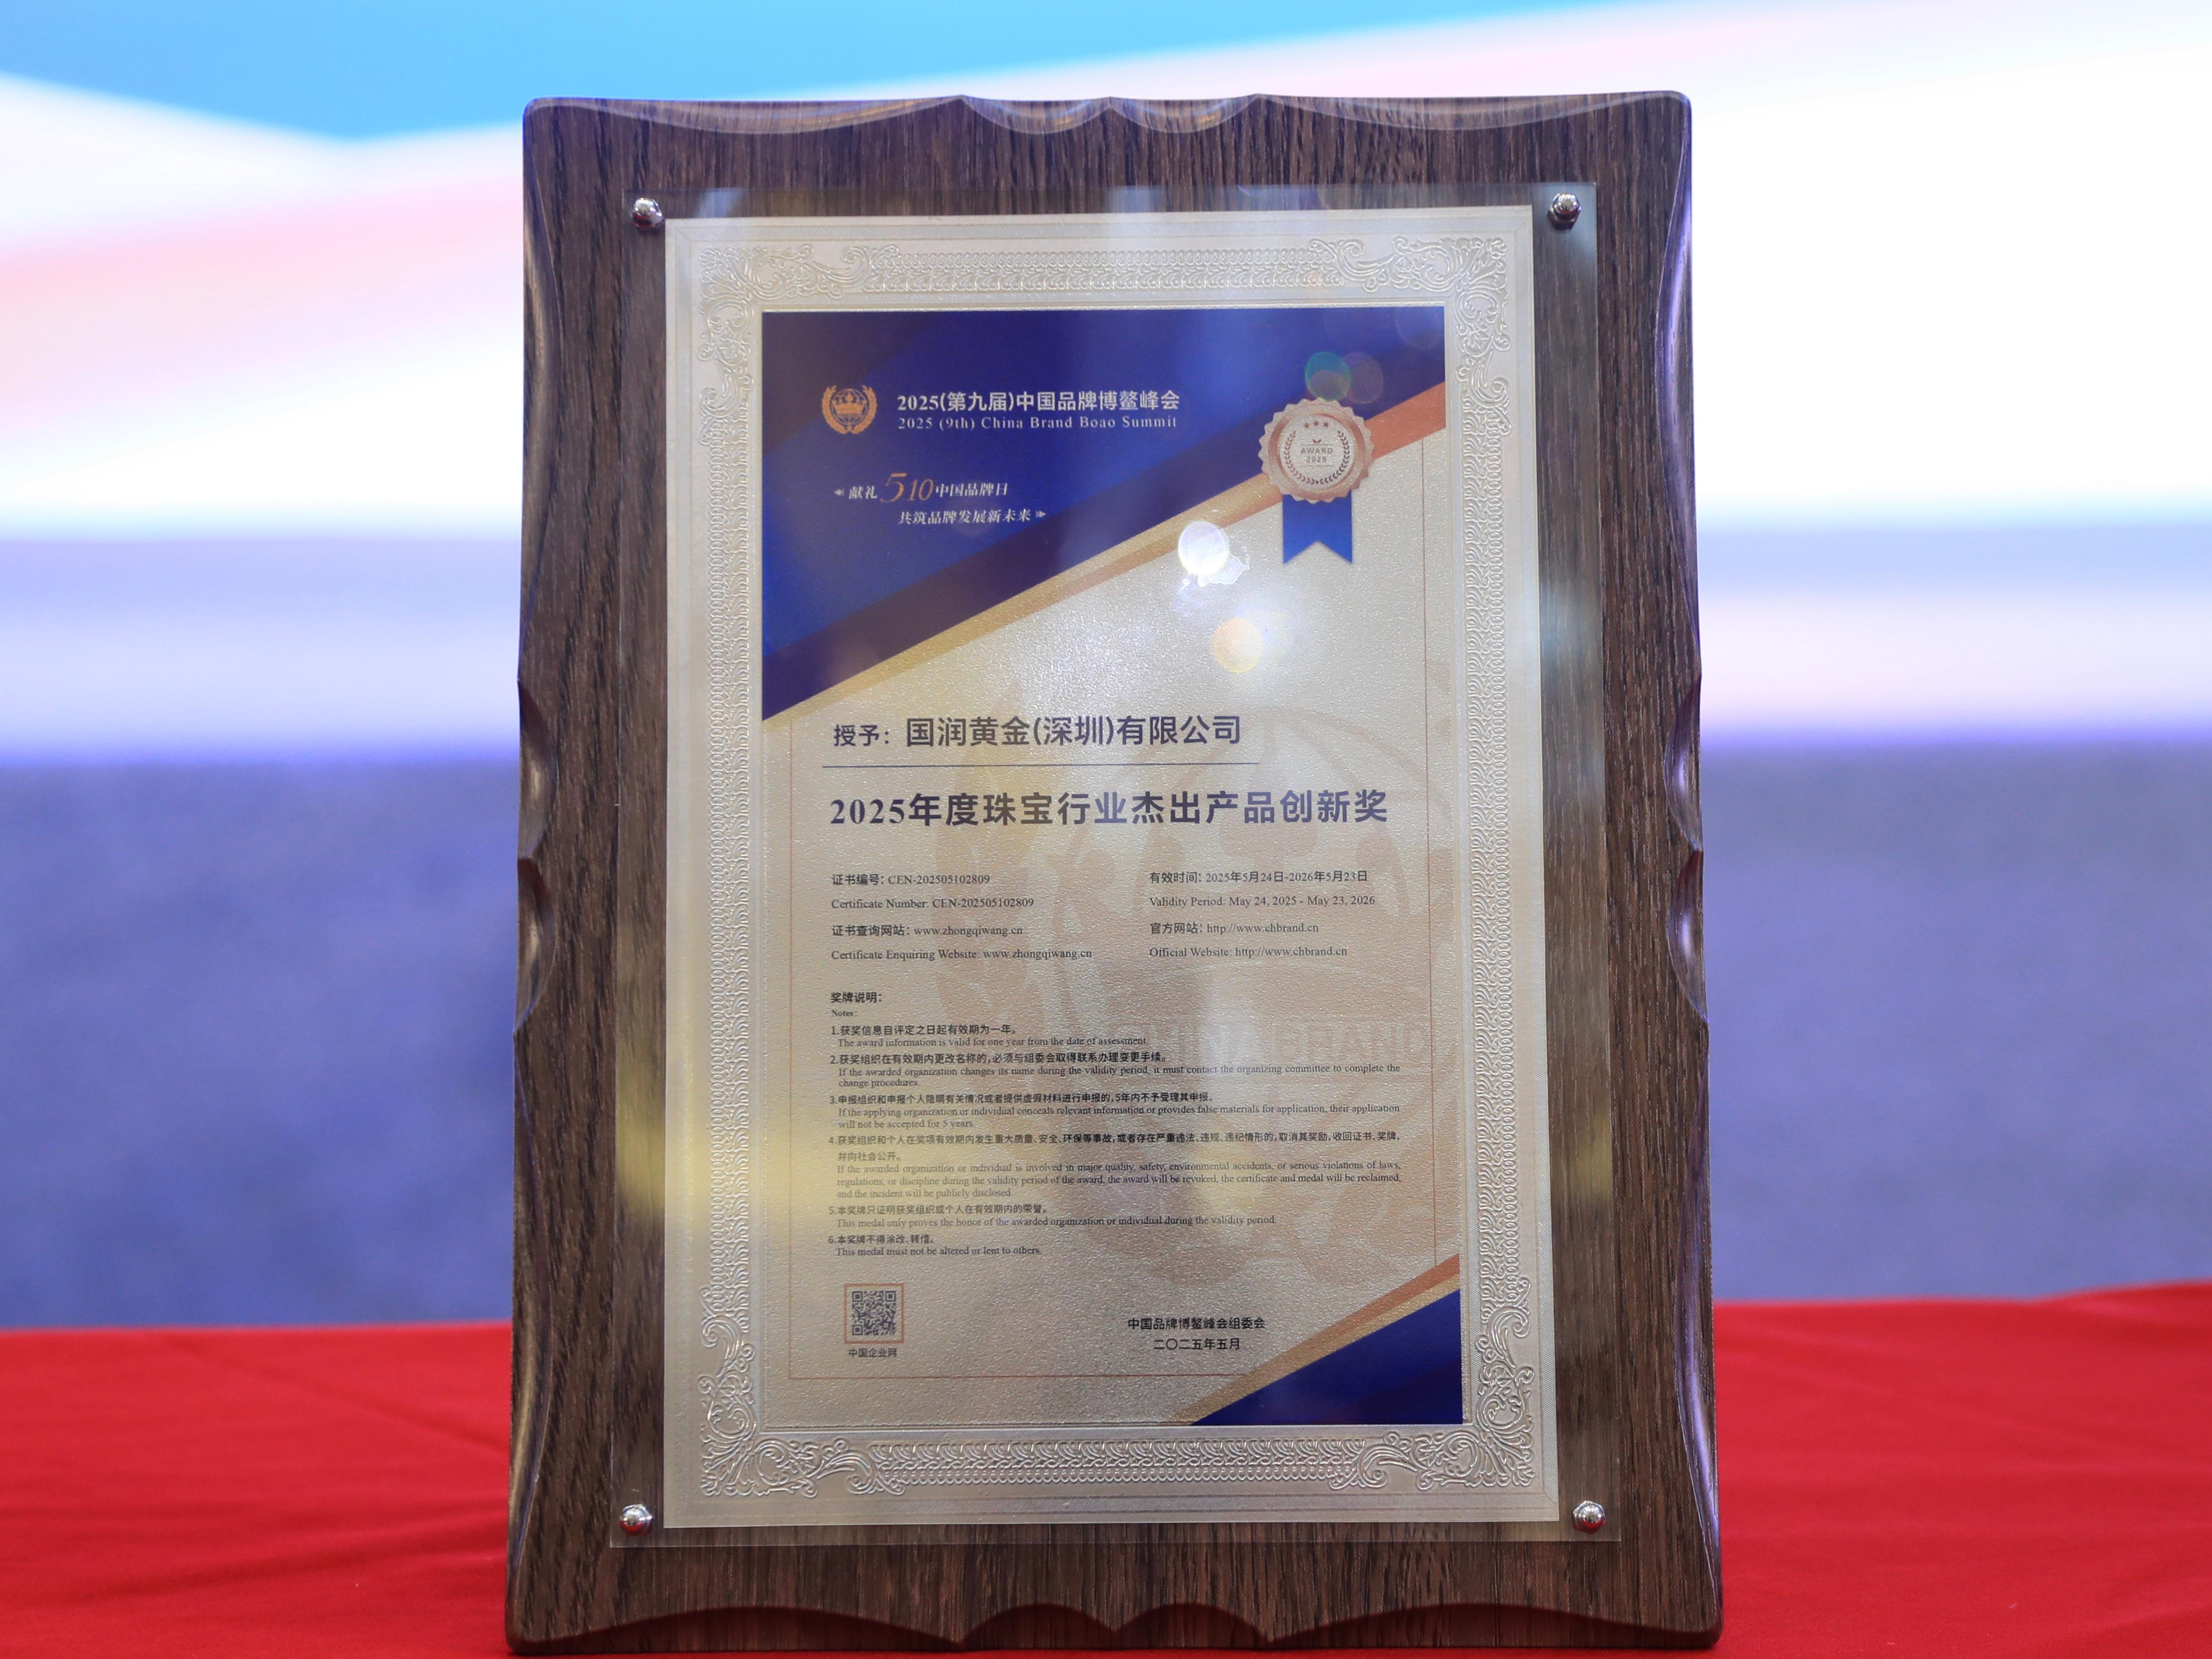 2025(第九届)中国品牌博鳌峰会
2025 (9th) China Brand Boao Summit
献礼510中国品牌日
共筑品牌发展新未来
AWARD
授予：国润黄金(深圳)有限公司
2025年度珠宝行业杰出产品创新奖
证书编号：CEN-202505102809
有效时间：2025年5月24日-2026年5月23日
Certificate Number: CEN-202505102809
Validity Period: May 24, 2025 - May 23, 2026
证书查询网站：www.zhongqiwang.cn
官方网站：http://www.chbrand.cn
Certificate Enquiring Website: www.zhongqiwang.cn
Official Website: http://www.chbrand.cn
奖牌说明：
Notes:
1.获奖信息自评定之日起有效期为一年。
The award information is valid for one year from the date of assessment.
2.获奖组织在有效期内更改名称的，必须与组委会取得联系办理变更手续。
If the awarded organization changes its name during the validity period, it must contact the organizing committee to complete the
change procedures.
3.申报组织和申报个人隐瞒有关情况或者提供虚假材料进行申报的，5年内不予受理其申报。
If the applying organization or individual conceals relevant information or provides false materials for application, their application
will not be accepted for 5 years.
4.获奖组织和个人在奖项有效期内发生重大质量、安全、环保等事故，或者存在严重违法、违规、违纪情形的，取消其奖励，收回证书、奖牌，
并向社会公开。
If the awarded organization or individual is involved in major quality, safety, environmental accidents, or serious violations of laws,
regulations, or discipline during the validity period of the award, the award will be revoked, the certificate and medal will be reclaimed,
and the incident will be publicly disclosed.
5.本奖牌只证明获奖组织或个人在有效期内的荣誉。
This medal only proves the honor of the awarded organization or individual during the validity period.
6.本奖牌不得涂改、转借。
This medal must not be altered or lent to others.
中国企业网
中国品牌博鳌峰会组委会
二〇二五年五月